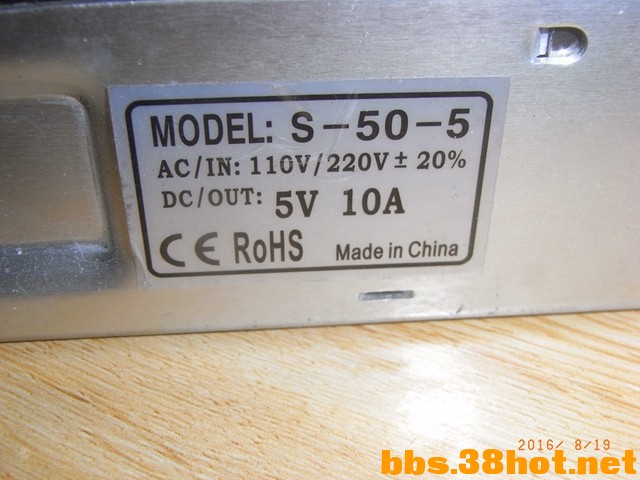 MODEL: S-50-5
AC/IN: 110V/220V ± 20%
DC/OUT: 5V 10A
CE RoHS Made in China
2016/ 8/19
bbs.38hot.net